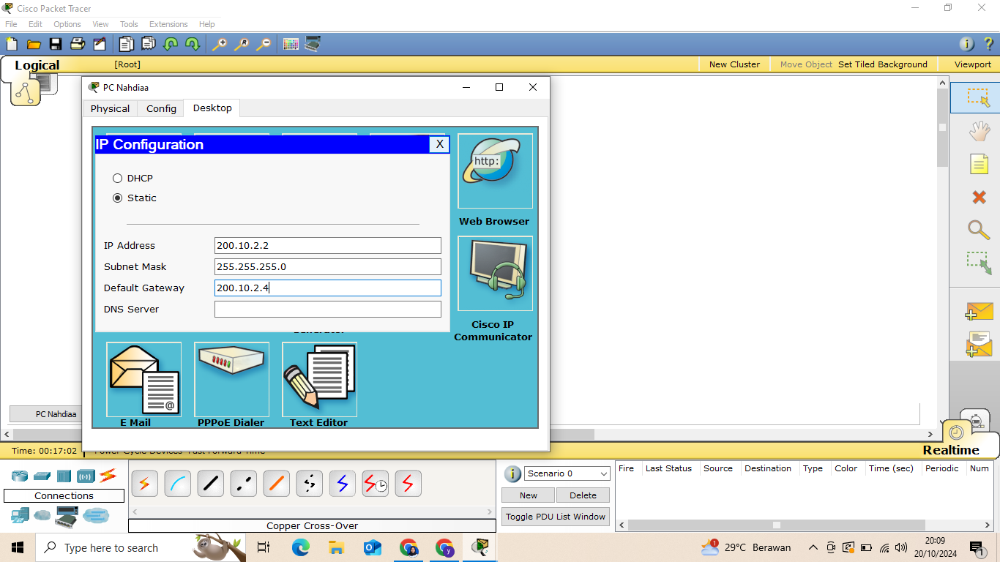 Cisco Packet Tracer
File Edit Options View Tools Extensions Help
Logical [Root] New Cluster Move Object Set Tiled Background Viewport
PC Nahdiaa
Physical Config Desktop
IP Configuration X
http:
DHCP
Static
Web Browser
IP Address 200.10.2.2
Subnet Mask 255.255.255.0
Default Gateway 200.10.2.4
DNS Server
Cisco IP
Communicator
@
PC Nahdiaa
E Mail PPPoE Dialer Text Editor
Time: 00:17:02 Power Cycle Devices Fast Forward Time Realtime
Scenario 0
Fire Last Status Source Destination Type Color Time (sec) Periodic Num
Connections
New Delete
Toggle PDU List Window
Copper Cross-Over
Type here to search
29°C Berawan
20:09
20/10/2024
1